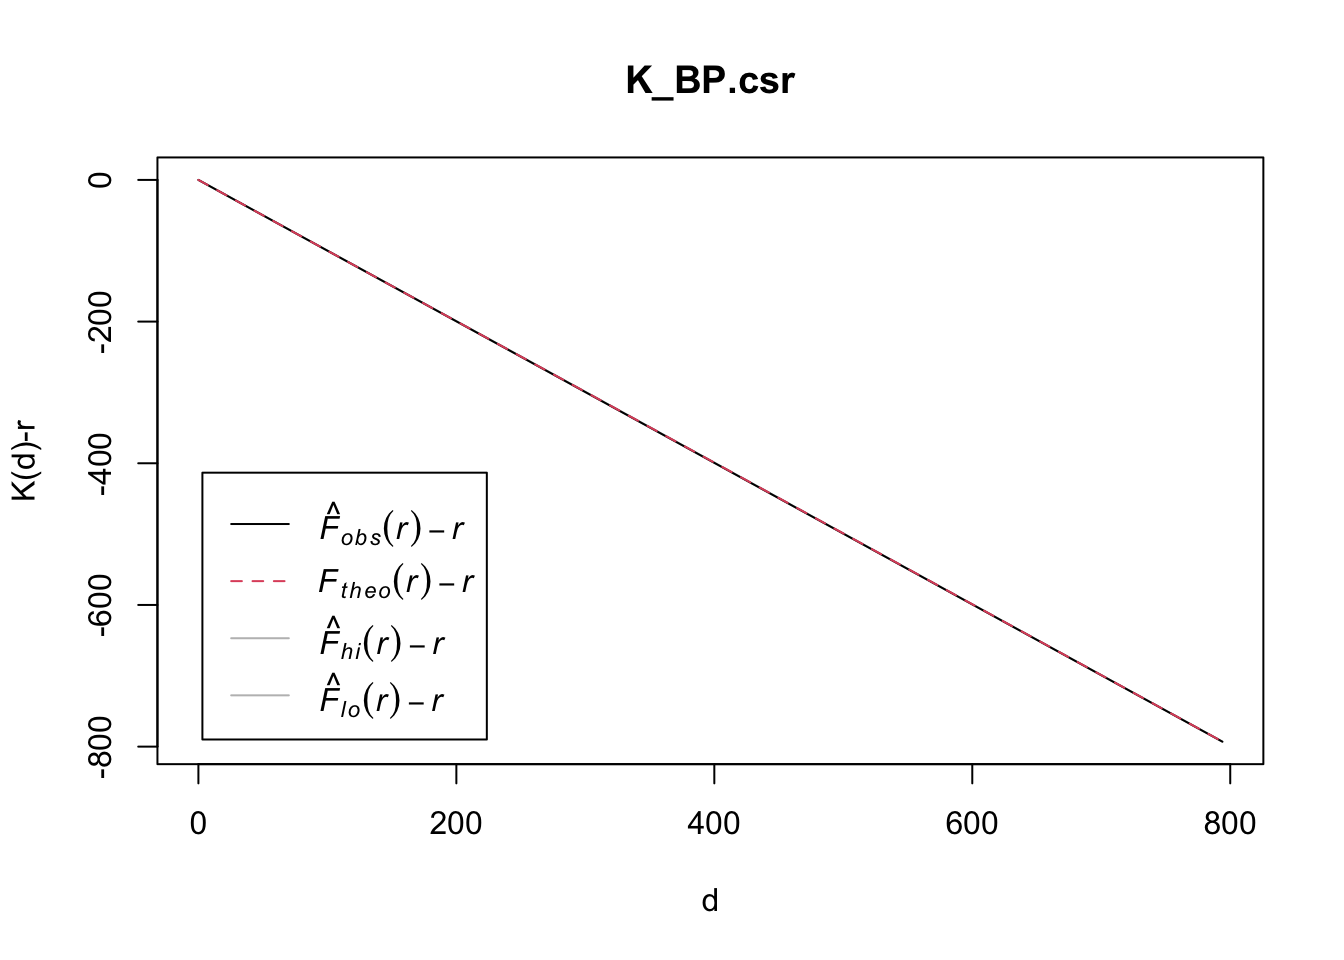 K_BP.csr
K(d)-r
0
-200
-400
-600
-800
F̂obs(r) − r
Ftheo(r) − r
F̂hi(r) − r
F̂lo(r) − r
0 200 400 600 800
d